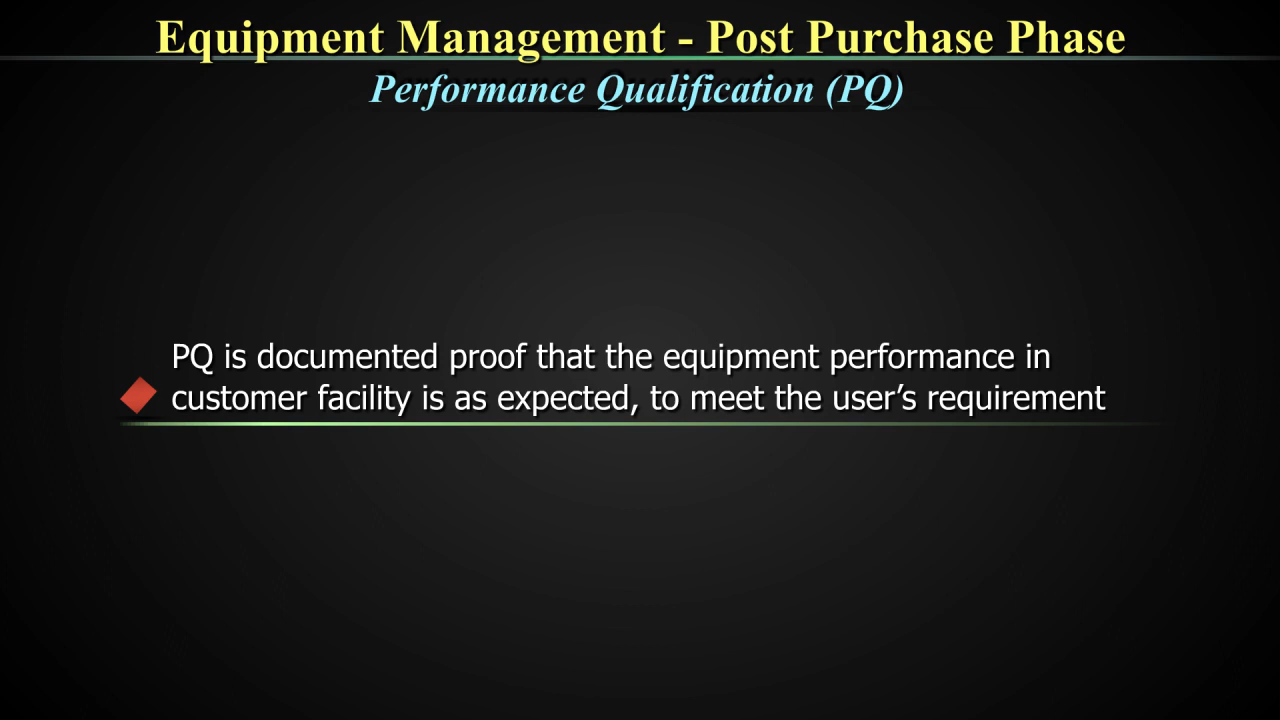 Equipment Management - Post Purchase Phase
Performance Qualification (PQ)
PQ is documented proof that the equipment performance in
customer facility is as expected, to meet the user’s requirement